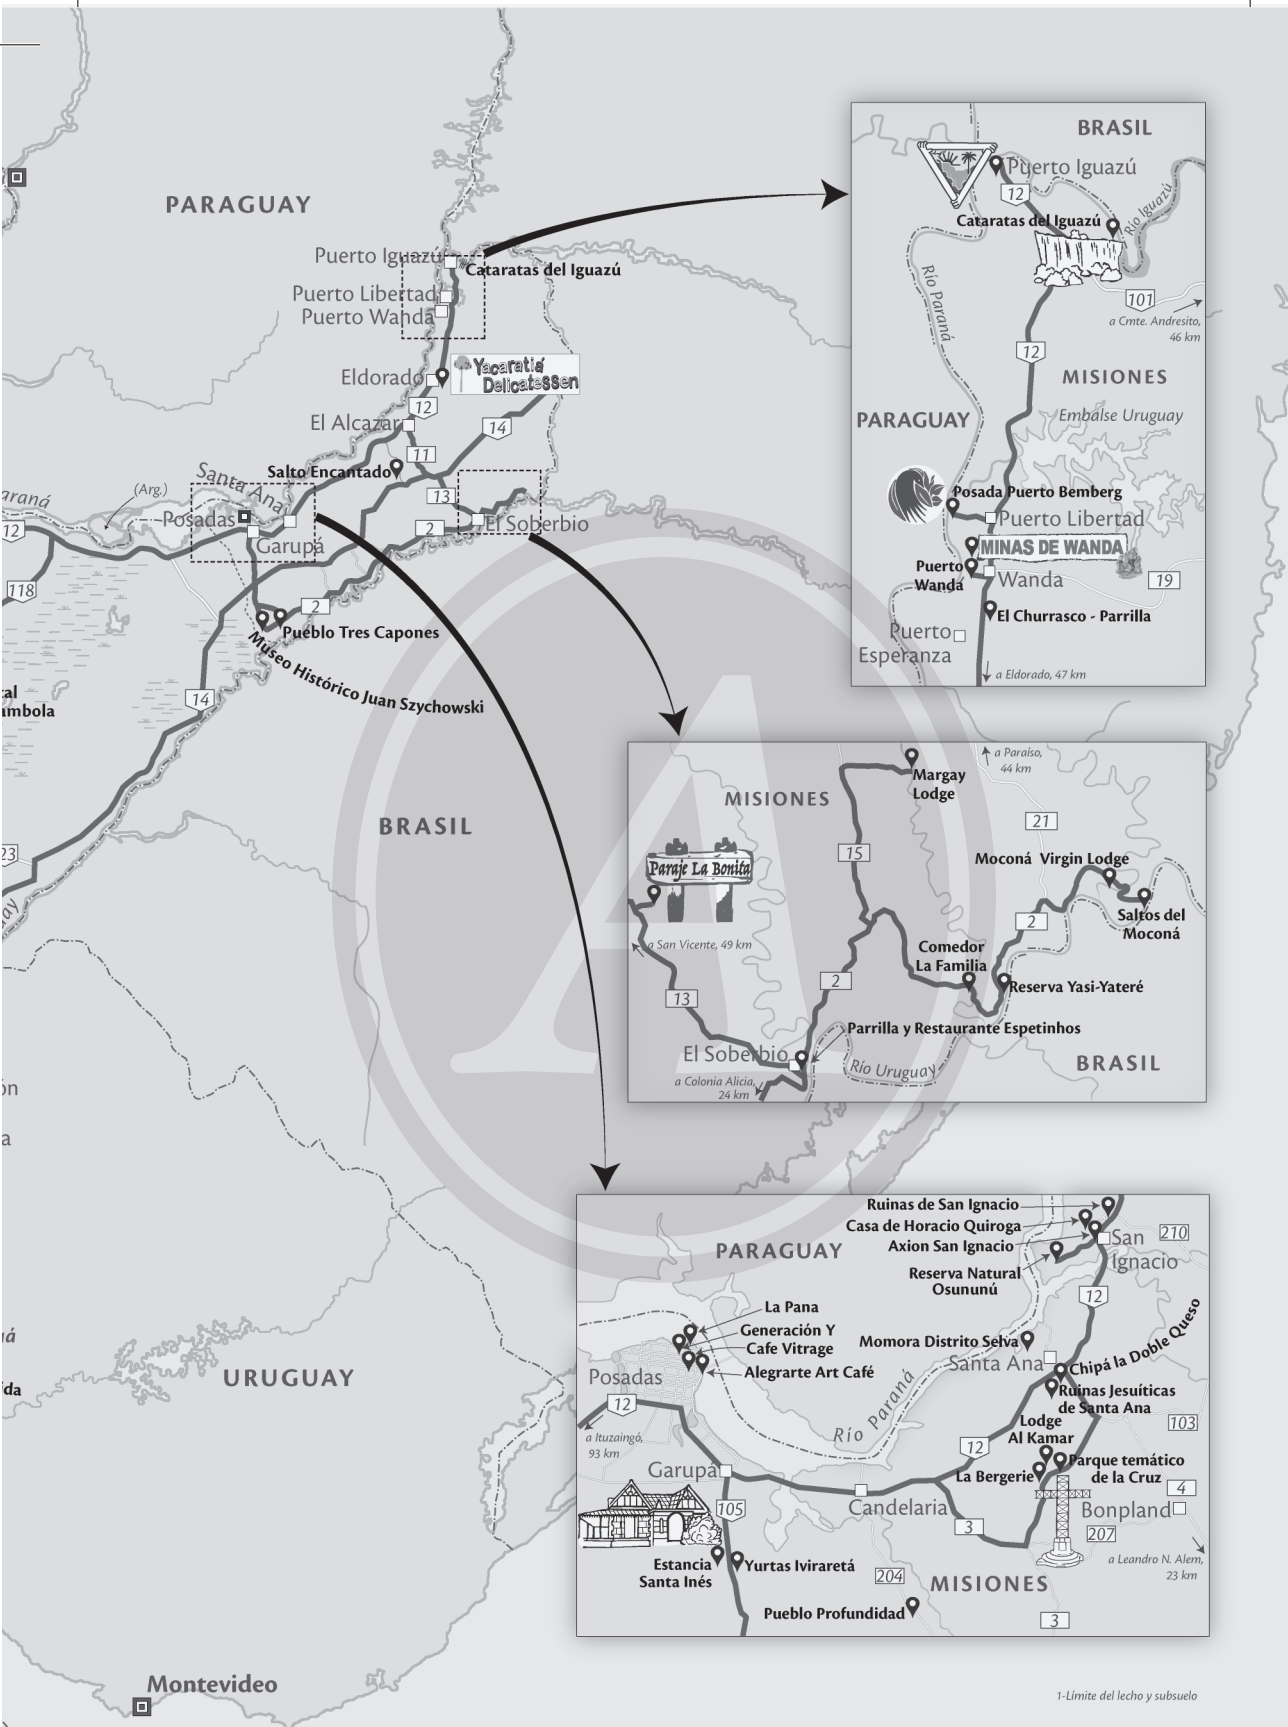 PARAGUAY
Puerto Iguazú
Cataratas del Iguazú
Puerto Libertad
Puerto Wanda
Eldorado
Yacaratiá
Delicatessen
12
El Alcazar
14
11
Salto Encantado
Santa Ana
13
(Arg.)
Posadas
El Soberbio
12
2
Garupá
118
2
Pueblo Tres Capones
Museo Histórico Juan Szychowski
14
BRASIL
23
URUGUAY
Montevideo
A
BRASIL
Puerto Iguazú
12
Cataratas del Iguazú
Río Iguazú
Río Paraná
101
a Cmte. Andresito,
46 km
12
MISIONES
PARAGUAY
Embalse Uruguay
Posada Puerto Bemberg
Puerto Libertad
MINAS DE WANDA
Puerto
Wanda
Wanda
19
El Churrasco - Parrilla
Puerto
Esperanza
a Eldorado, 47 km
a Paraíso,
44 km
Margay
Lodge
MISIONES
21
15
Moconá Virgin Lodge
Paraje La Bonita
Saltos del
Moconá
2
a San Vicente, 49 km
Comedor
La Familia
2
Reserva Yasi-Yateré
13
Parrilla y Restaurante Espetinhos
El Soberbio
BRASIL
Río Uruguay
a Colonia Alicia,
24 km
Ruinas de San Ignacio
Casa de Horacio Quiroga
Axion San Ignacio
San
Ignacio
210
PARAGUAY
Reserva Natural
Osununú
12
La Pana
Generación Y
Cafe Vitrage
Alegrarte Art Café
Momora Distrito Selva
Santa Ana
Chipá la Doble Queso
Posadas
Ruinas Jesuíticas
de Santa Ana
12
Río Paraná
Lodge
Al Kamar
103
a Ituzaingó,
93 km
12
Parque temático
de la Cruz
La Bergerie
Garupá
4
Candelaria
Bonpland
105
3
207
Estancia
Santa Inés
Yurtas Iviraretá
a Leandro N. Alem,
23 km
204
MISIONES
Pueblo Profundidad
3
1-Límite del lecho y subsuelo